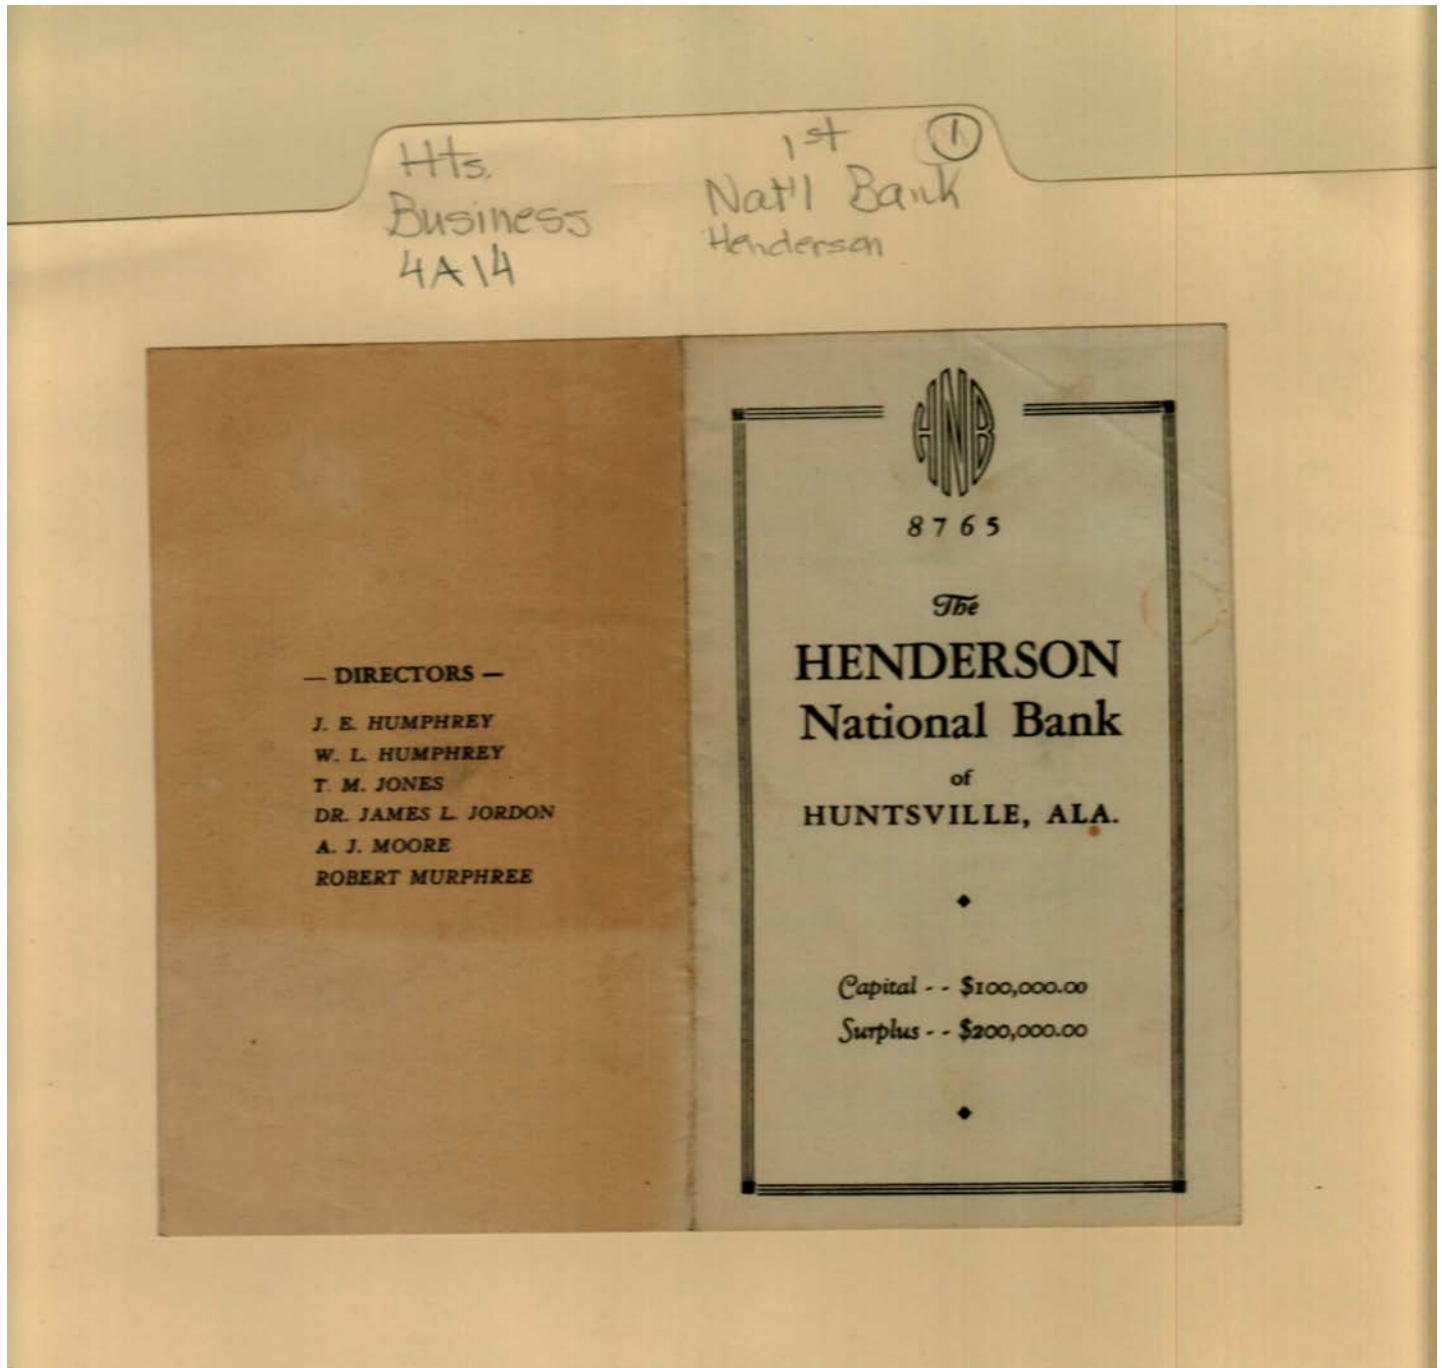 Hts.
Business
4A14
1st
Nat'l Bank
Henderson
1
— DIRECTORS —
J. E. HUMPHREY
W. L. HUMPHREY
T. M. JONES
DR. JAMES L. JORDON
A. J. MOORE
ROBERT MURPHREE
HNB
8765
The
HENDERSON
National Bank
of
HUNTSVILLE, ALA.
Capital - - $100,000.00
Surplus - - $200,000.00